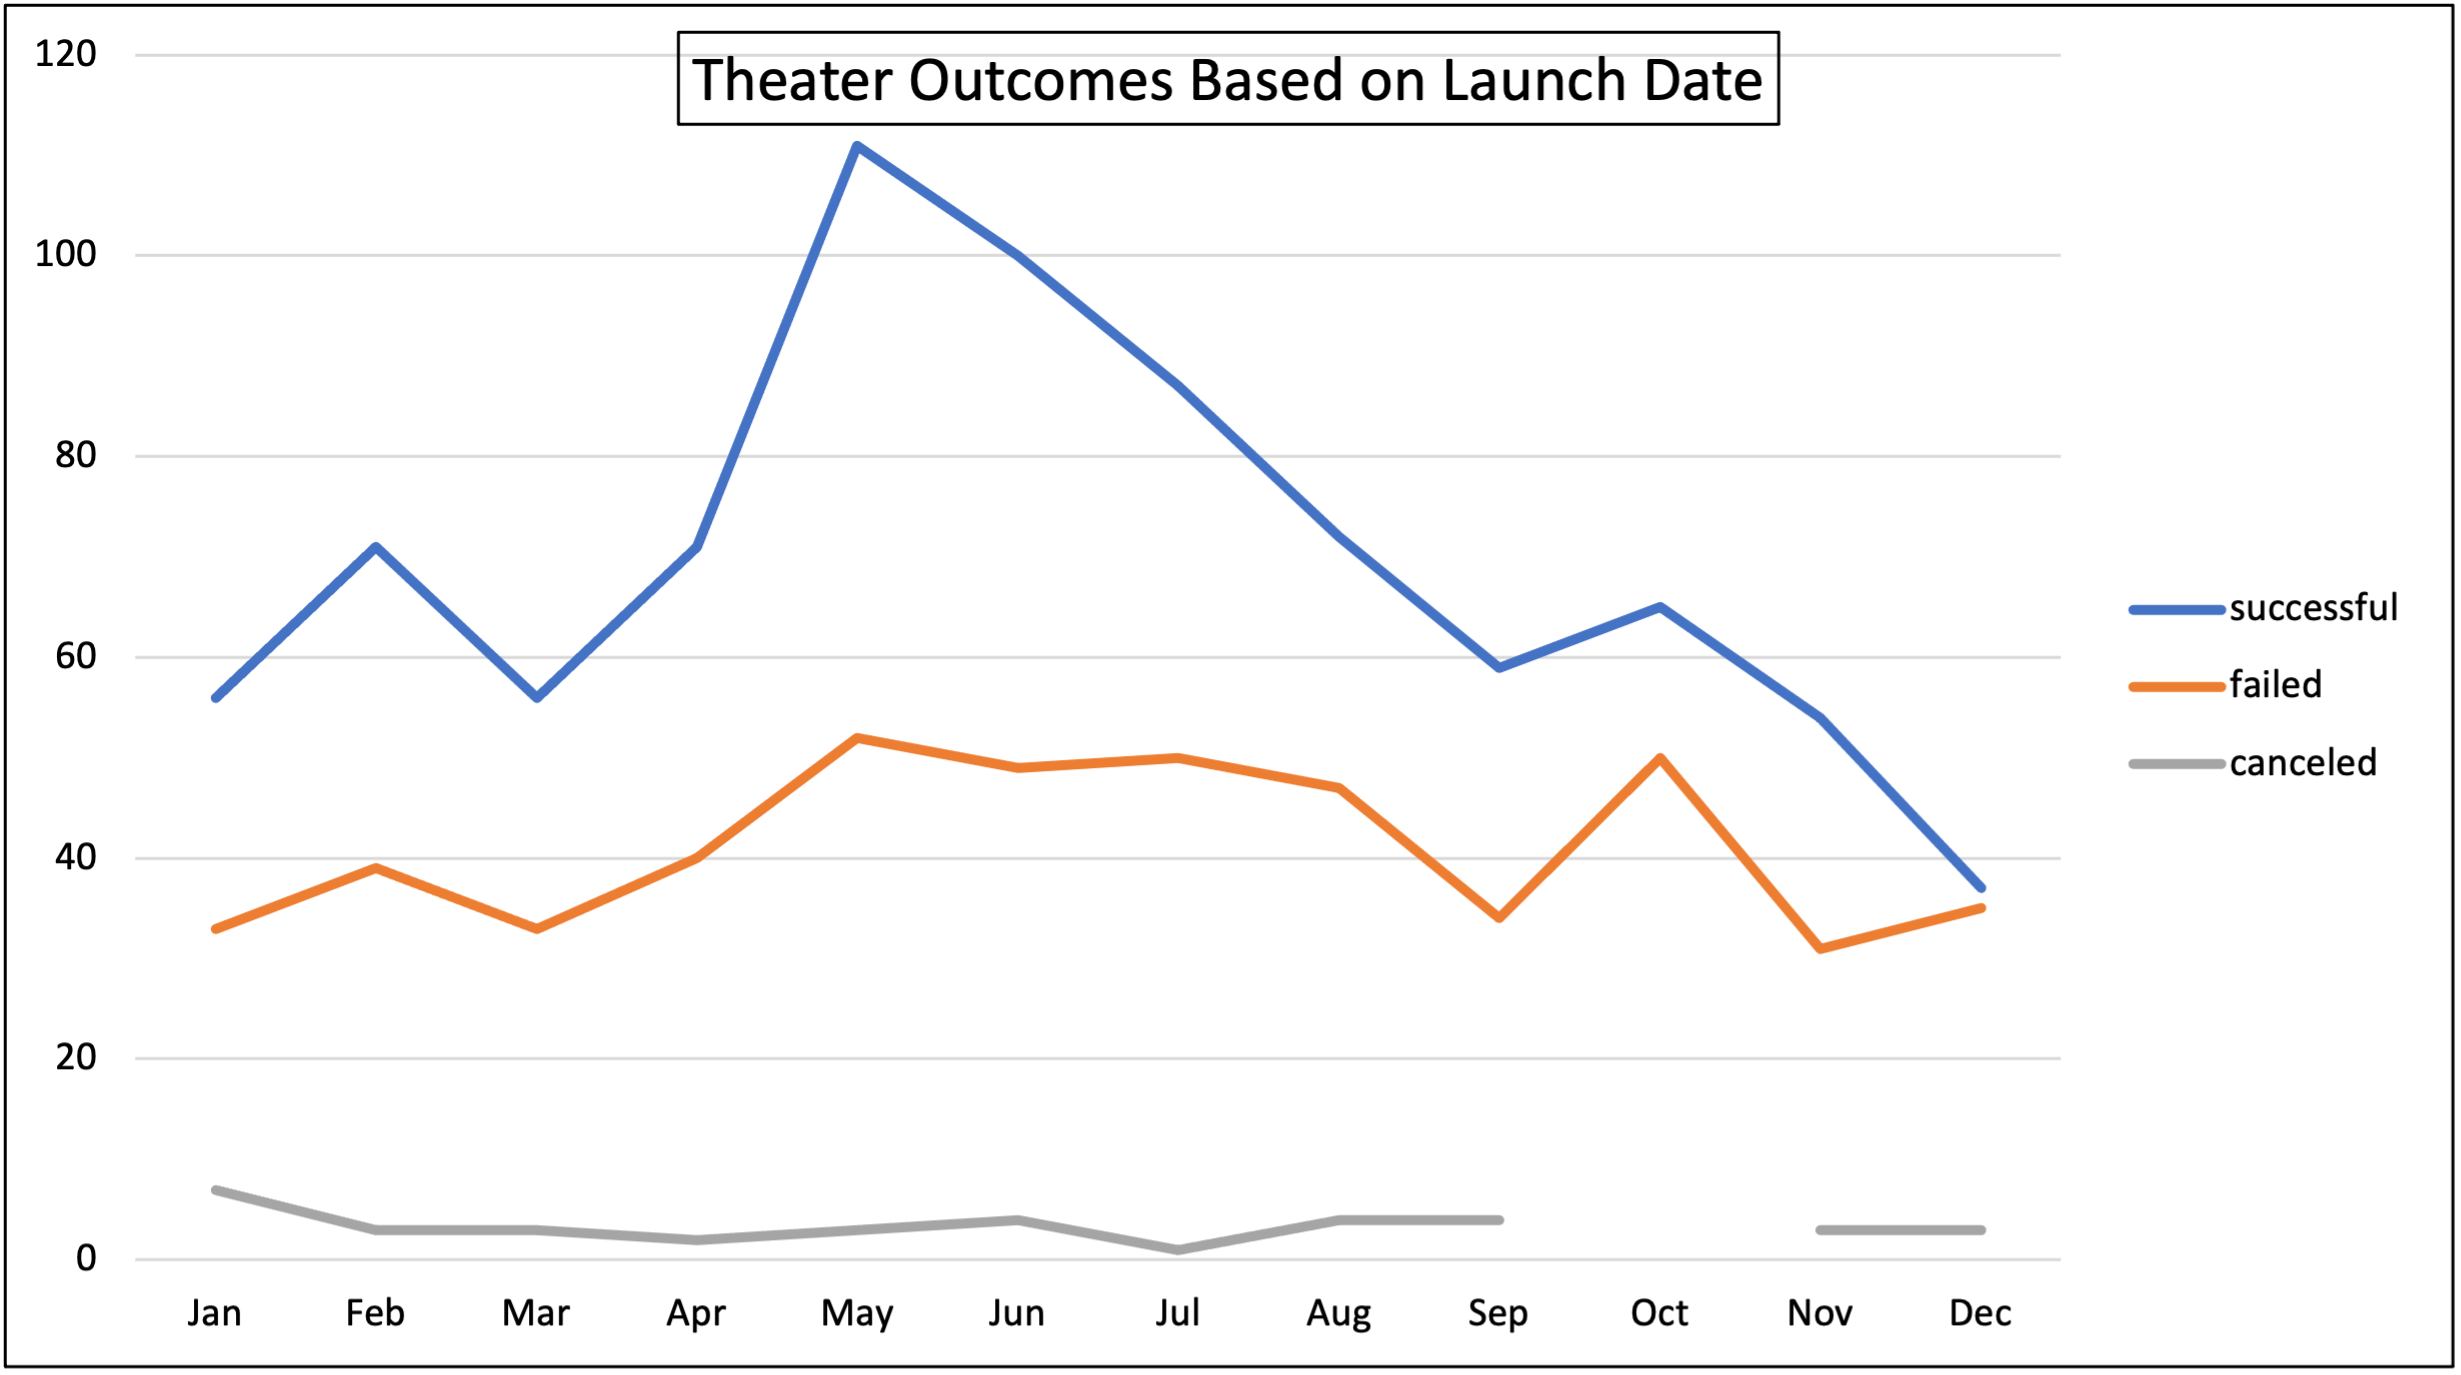 Theater Outcomes Based on Launch Date
120
100
80
60
40
20
0
Jan Feb Mar Apr May Jun Jul Aug Sep Oct Nov Dec
successful
failed
canceled